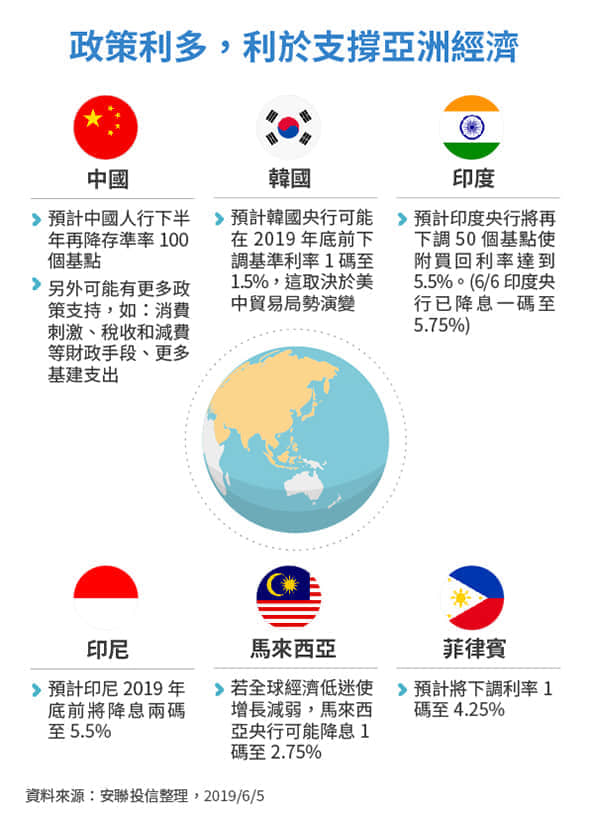 政策利多，利於支撐亞洲經濟
中國
預計中國人行下半
年再降存準率 100
個基點
另外可能有更多政
策支持，如：消費
刺激、稅收和減費
等財政手段、更多
基建支出
韓國
預計韓國央行可能
在 2019 年底前下
調基準利率 1 碼至
1.5%，這取決於美
中貿易局勢演變
印度
預計印度央行將再
下調 50 個基點使
附買回利率達到
5.5%。(6/6 印度央
行已降息一碼至
5.75%)
印尼
預計印尼 2019 年
底前將降息兩碼
至 5.5%
馬來西亞
若全球經濟低迷使
增長減弱，馬來西
亞央行可能降息 1
碼至 2.75%
菲律賓
預計將下調利率 1
碼至 4.25%
資料來源：安聯投信整理，2019/6/5